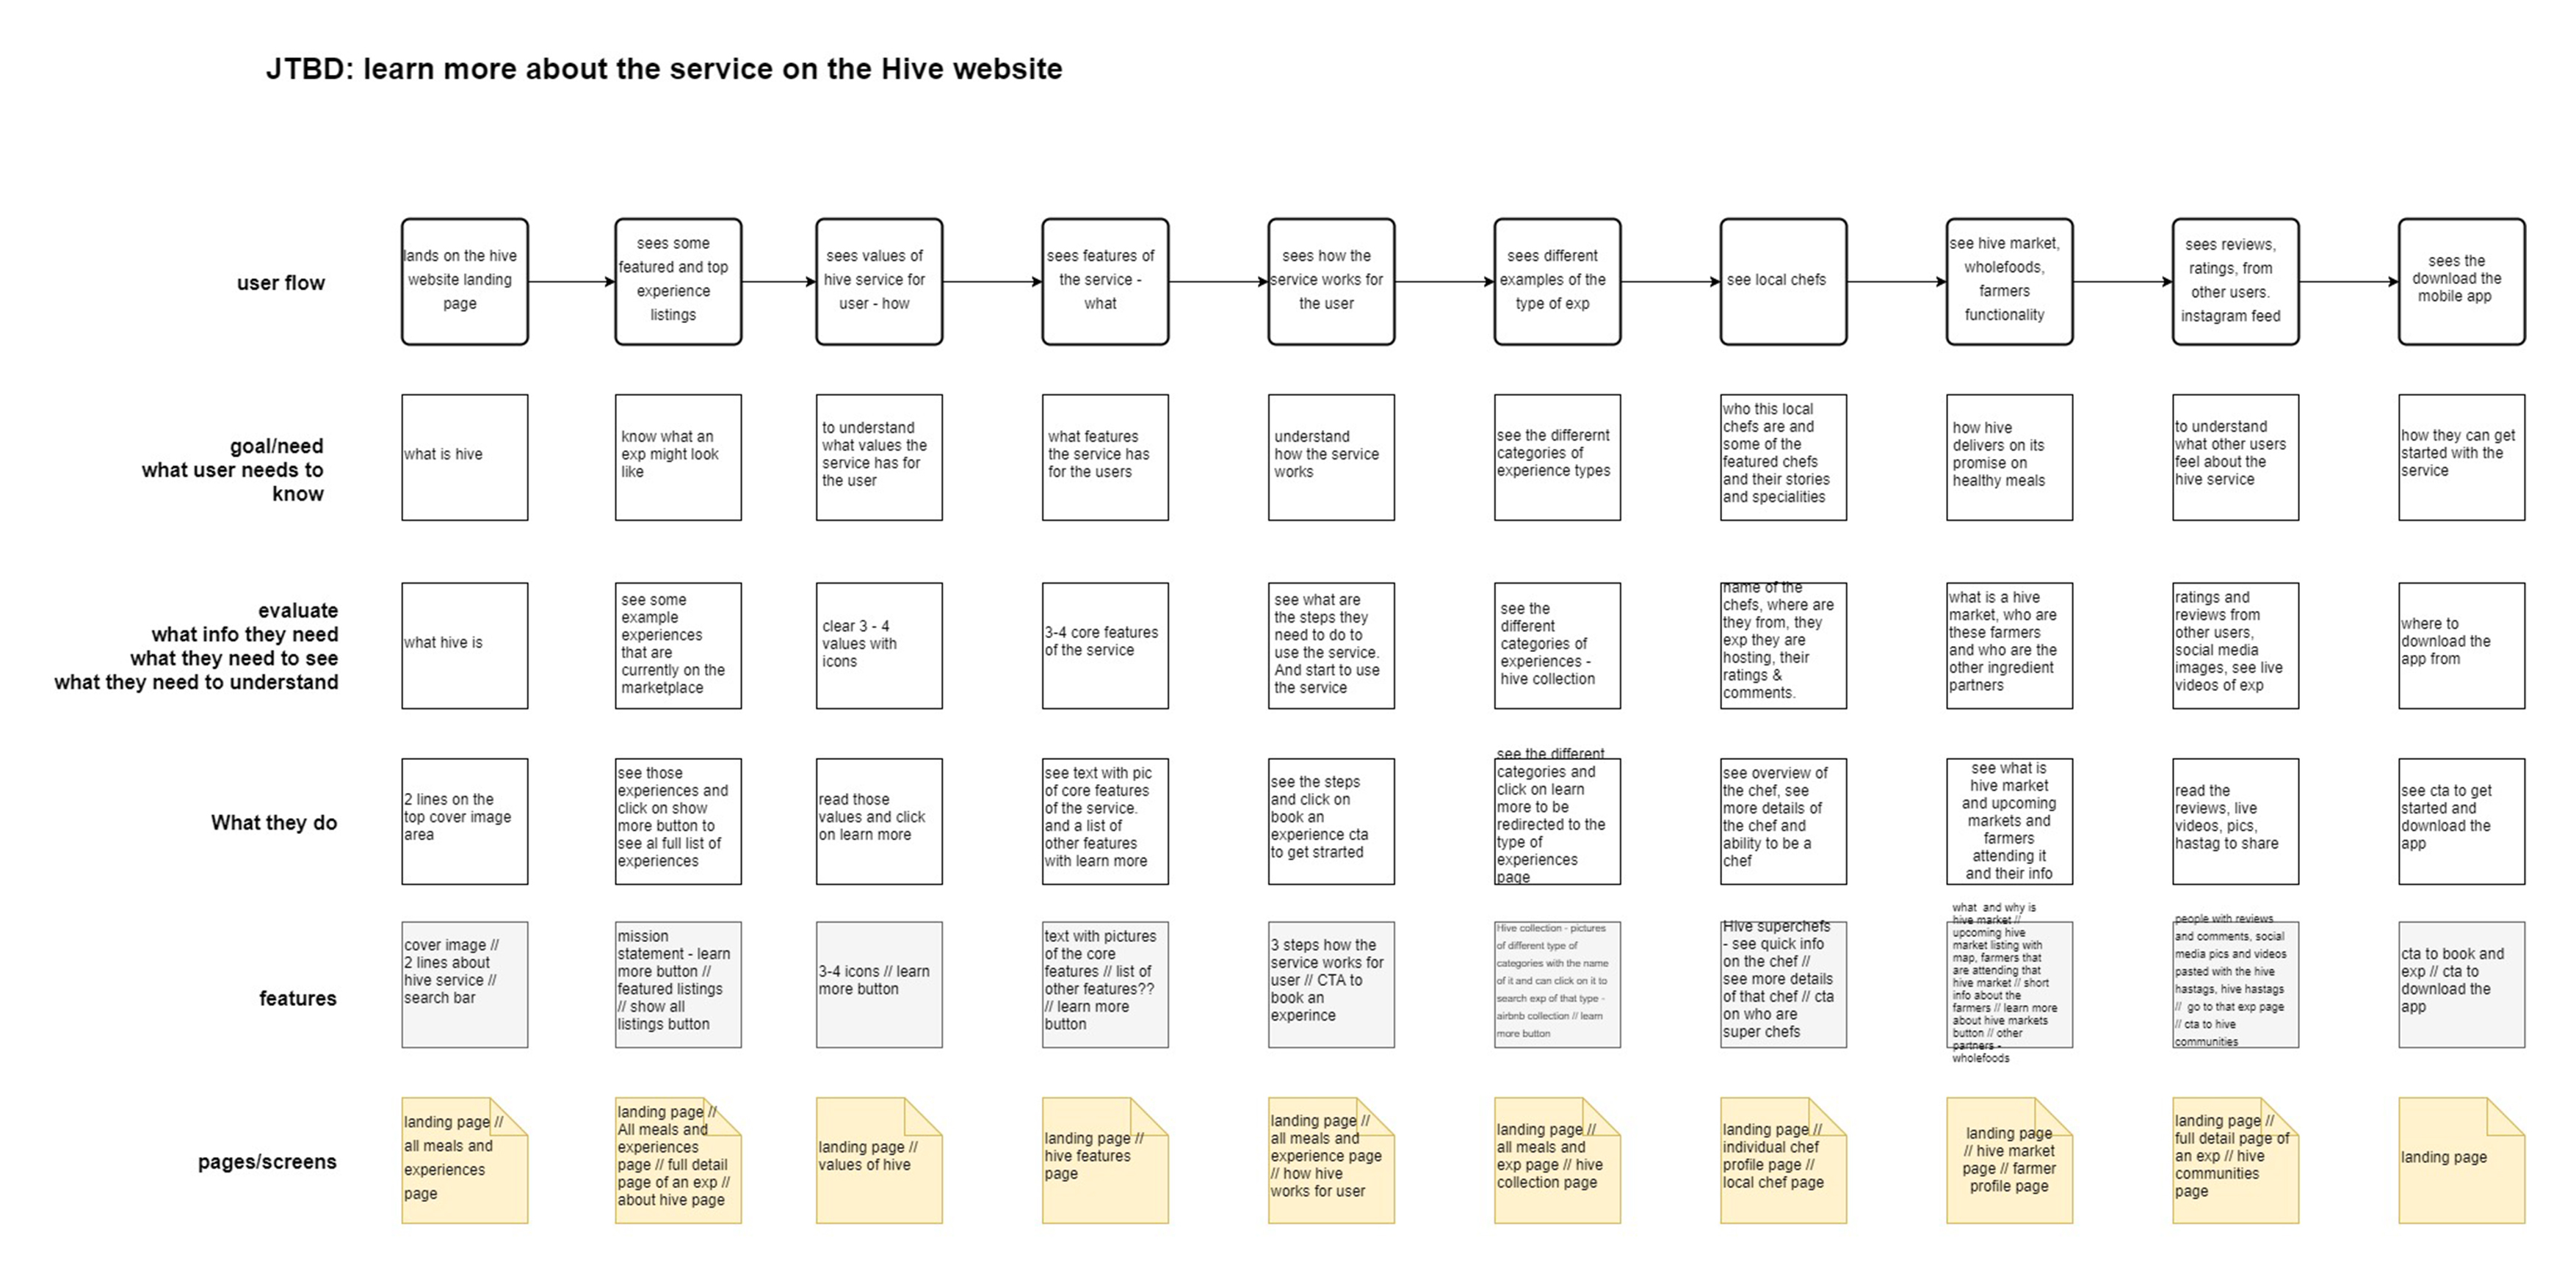 JTBD: learn more about the service on the Hive website
user flow
lands on the hive
website landing
page
sees some
featured and top
experience
listings
sees values of
hive service for
user - how
sees features of
the service -
what
sees how the
service works for
the user
sees different
examples of the
type of exp
see local chefs
see hive market,
wholefoods,
farmers
functionality
sees reviews,
ratings, from
other users.
instagram feed
sees the
download the
mobile app
goal/need
what user needs to
know
what is hive
know what an
exp might look
like
to understand
what values the
service has for
the user
what features
the service has
for the users
understand
how the service
works
see the differernt
categories of
experience types
who this local
chefs are and
some of the
featured chefs
and their stories
and specialities
how hive
delivers on its
promise on
healthy meals
to understand
what other users
feel about the
hive service
how they can get
started with the
service
evaluate
what info they need
what they need to see
what they need to understand
what hive is
see some
example
experiences
that are
currently on the
marketplace
clear 3 - 4
values with
icons
3-4 core features
of the service
see what are
the steps they
need to do to
use the service.
And start to use
the service
see the
different
categories of
experiences -
hive collection
name of the
chefs, where are
they from, they
exp they are
hosting, their
ratings &
comments.
what is a hive
market, who are
these farmers
and who are the
other ingredient
partners
ratings and
reviews from
other users,
social media
images, see live
videos of exp
where to
download the
app from
What they do
2 lines on the
top cover image
area
see those
experiences and
click on show
more button to
see al full list of
experiences
read those
values and click
on learn more
see text with pic
of core features
of the service.
and a list of
other features
with learn more
see the steps
and click on
book an
experience cta
to get strarted
see the different
categories and
click on learn
more to be
redirected to the
type of
experiences
page
see overview of
the chef, see
more details of
the chef and
ability to be a
chef
see what is
hive market
and upcoming
markets and
farmers
attending it
and their info
read the
reviews, live
videos, pics,
hastag to share
see cta to get
started and
download the
app
features
cover image //
2 lines about
hive service //
search bar
mission
statement - learn
more button //
featured listings
// show all
listings button
3-4 icons // learn
more button
text with pictures
of the core
features // list of
other features??
// learn more
button
3 steps how the
service works for
user // CTA to
book an
experince
Hive collection - pictures
of different type of
categories with the name
of it and can click on it to
search exp of that type -
airbnb collection // learn
more button
Hive superchefs
- see quick info
on the chef //
see more details
of that chef // cta
on who are
super chefs
what  and why is
hive market //
upcoming hive
market listing with
map, farmers that
are attending that
hive market // short
info about the
farmers // learn more
about hive markets
button // other
partners -
wholefoods
people with reviews
and comments, social
media pics and videos
pasted with the hive
hastags, hive hastags
//  go to that exp page
// cta to hive
communities
cta to book and
exp // cta to
download the
app
pages/screens
landing page //
all meals and
experiences
page
landing page //
All meals and
experiences
page // full detail
page of an exp //
about hive page
landing page //
values of hive
landing page //
hive features
page
landing page //
all meals and
experience page
// how hive
works for user
landing page //
all meals and
exp page // hive
collection page
landing page //
individual chef
profile page //
local chef page
landing page
// hive market
page // farmer
profile page
landing page //
full detail page of
an exp // hive
communities
page
landing page